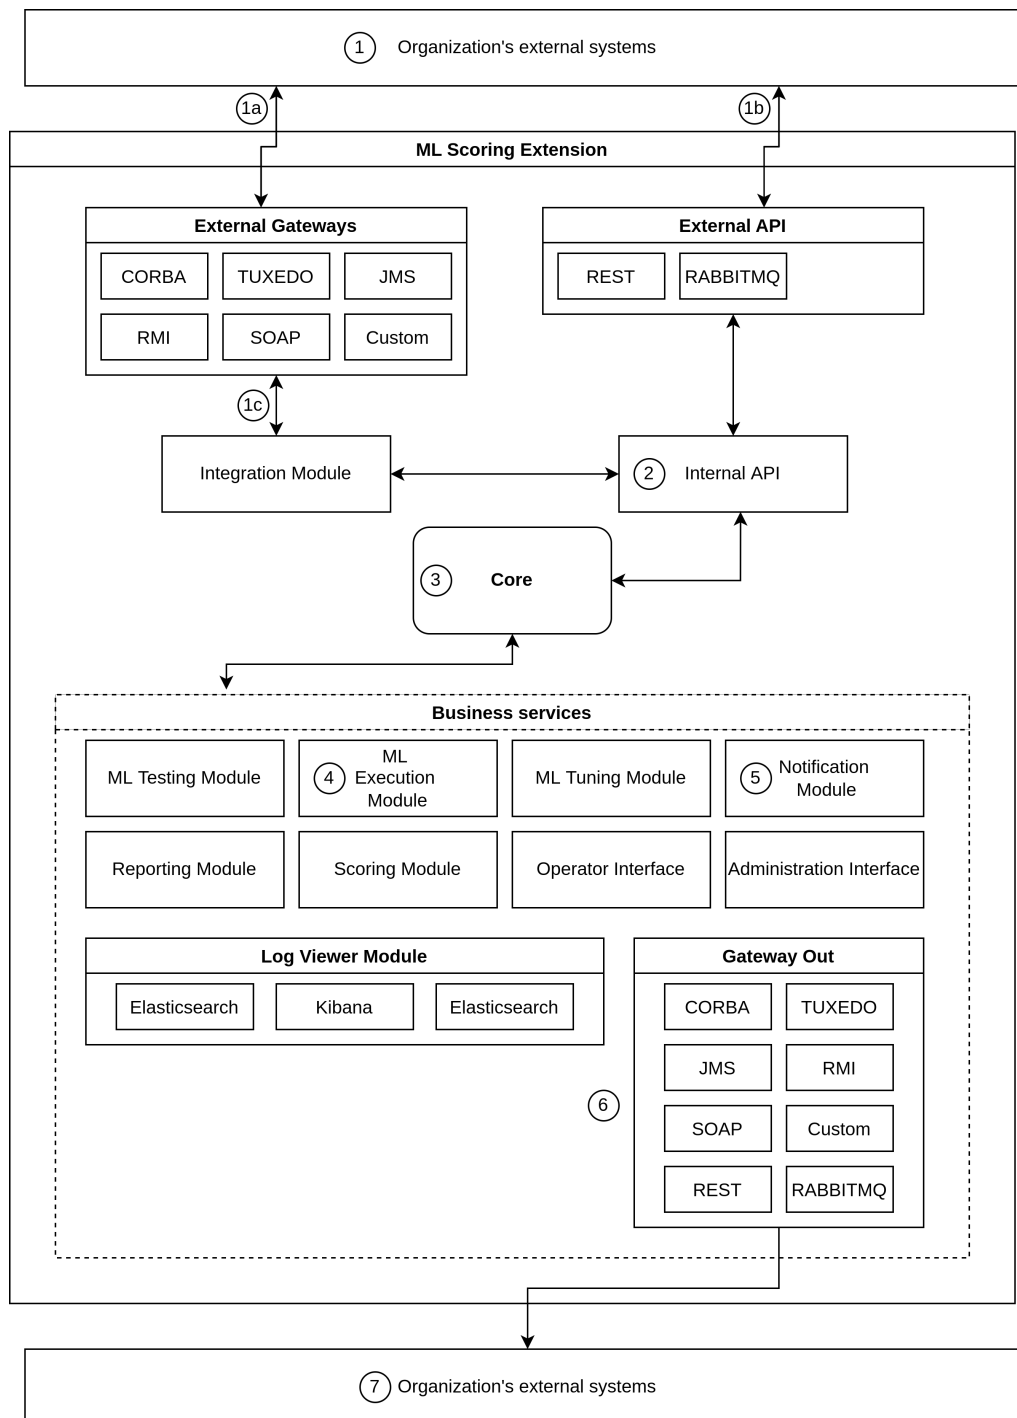 1 Organization's external systems
1a
1b
ML Scoring Extension
External Gateways
CORBA TUXEDO JMS
RMI SOAP Custom
External API
REST RABBITMQ
1c
Integration Module
2 Internal API
3 Core
Business services
ML Testing Module
4 ML
Execution
Module
ML Tuning Module
5 Notification
Module
Reporting Module
Scoring Module
Operator Interface
Administration Interface
Log Viewer Module
Elasticsearch Kibana Elasticsearch
Gateway Out
CORBA TUXEDO
JMS RMI
6
SOAP Custom
REST RABBITMQ
7 Organization's external systems